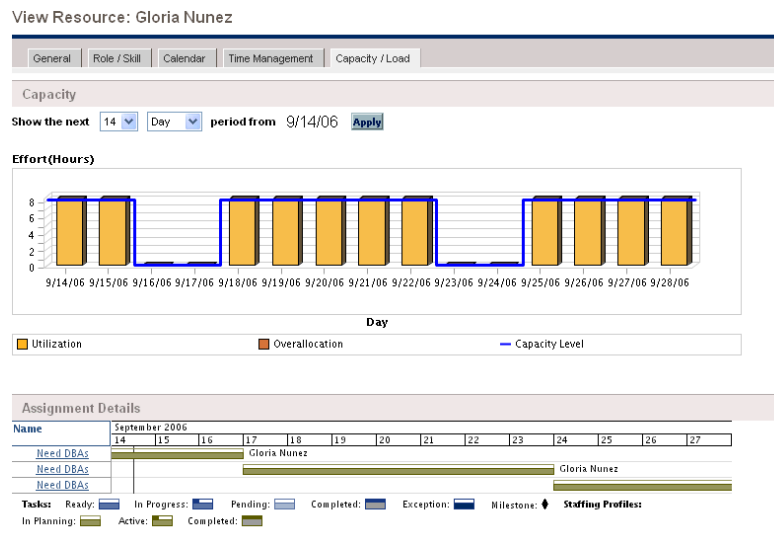 View Resource: Gloria Nunez
General Role / Skill Calendar Time Management Capacity / Load
Capacity
Show the next 14 Day period from 9/14/06 Apply
Effort(Hours)
8
6
4
2
0
9/14/06 9/15/06 9/16/06 9/17/06 9/18/06 9/19/06 9/20/06 9/21/06 9/22/06 9/23/06 9/24/06 9/25/06 9/26/06 9/27/06 9/28/06
Day
Utilization Overallocation Capacity Level
Assignment Details
Name September 2006
14 15 16 17 18 19 20 21 22 23 24 25 26 27
Need DBAs Gloria Nunez
Need DBAs Gloria Nunez
Need DBAs
Tasks: Ready: In Progress: Pending: Completed: Exception: Milestone: Staffing Profiles:
In Planning: Active: Completed: